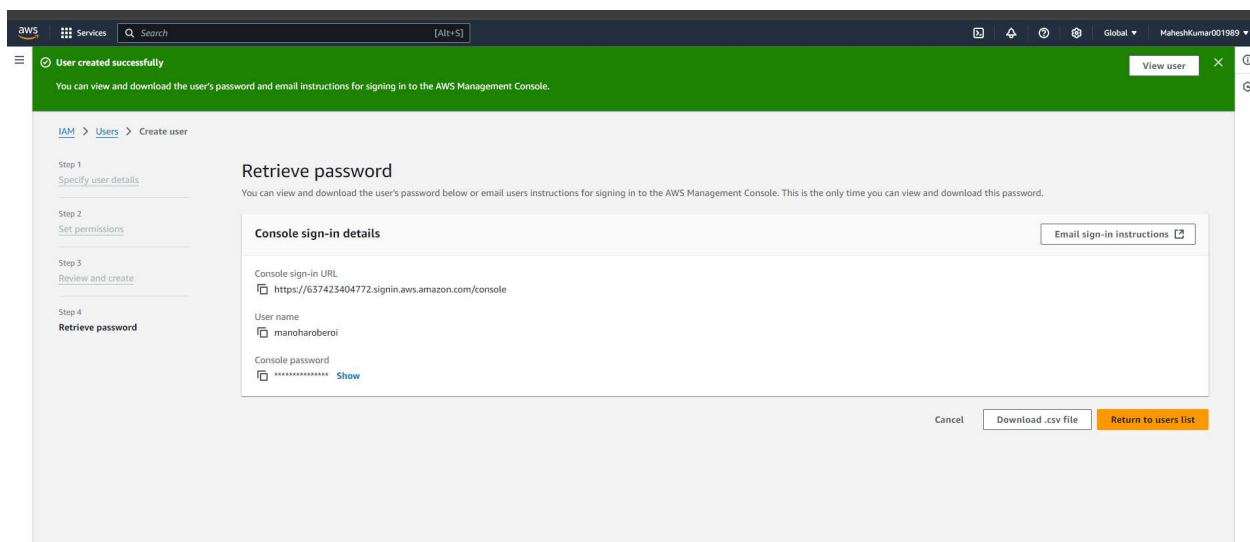 aws Services Search [Alt+S] Global MaheshKumar001989
User created successfully
View user
You can view and download the user's password and email instructions for signing in to the AWS Management Console.
IAM > Users > Create user
Step 1
Specify user details
Step 2
Set permissions
Step 3
Review and create
Step 4
Retrieve password
Retrieve password
You can view and download the user's password below or email users instructions for signing in to the AWS Management Console. This is the only time you can view and download this password.
Console sign-in details
Email sign-in instructions
Console sign-in URL
https://637423404772.signin.aws.amazon.com/console
User name
manoharoberoi
Console password
*************** Show
Cancel Download .csv file Return to users list